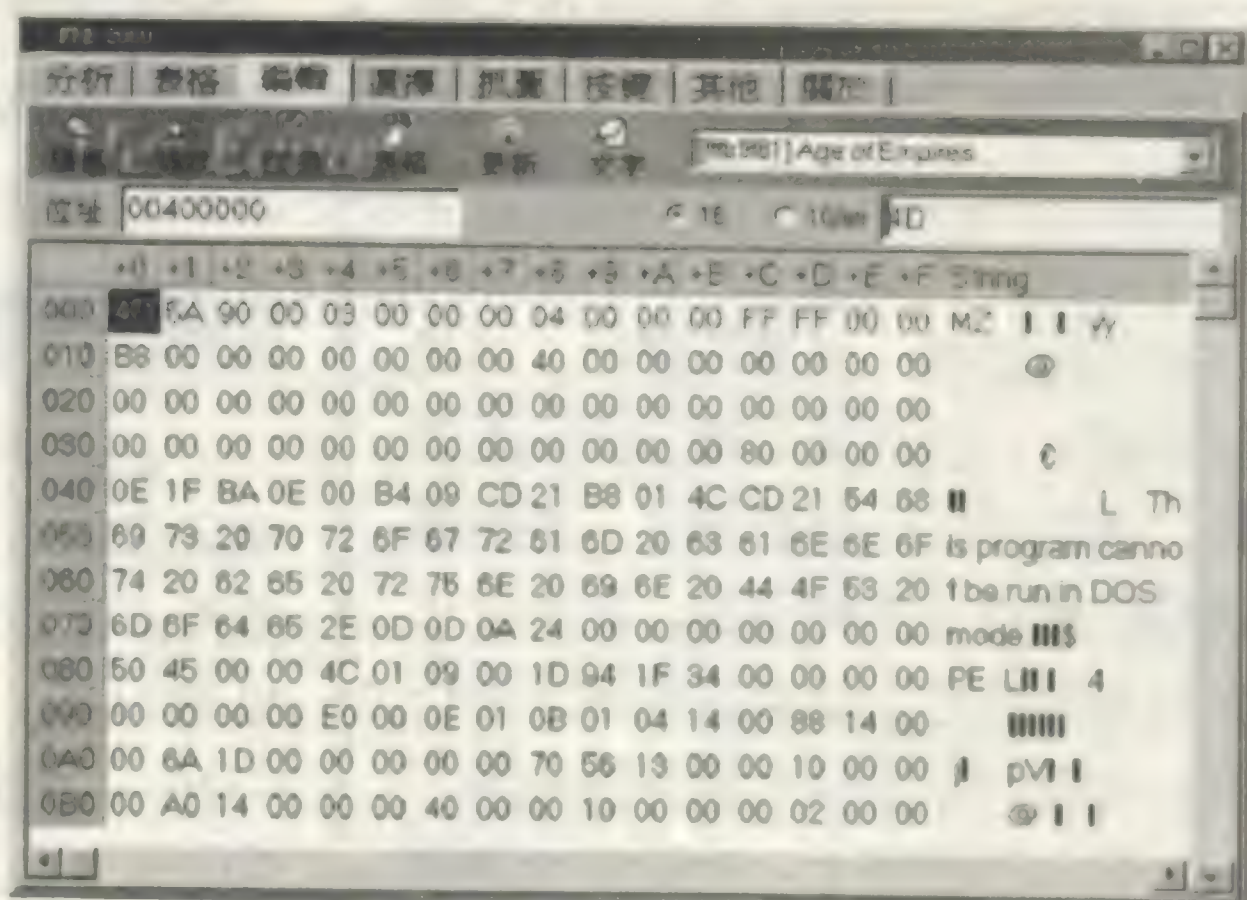 分析 表格 編輯 選擇 按鍵 其他 關於
表格 更新 文字 Age of Empires
位址 00400000 16 4D
+0 +1 +2 +3 +4 +5 +6 +7 +8 +9 +A +B +C +D +E +F String
000 4D 5A 90 00 03 00 00 00 04 00 00 00 FF FF 00 00 MZ ÿÿ
010 B8 00 00 00 00 00 00 00 40 00 00 00 00 00 00 00 @
020 00 00 00 00 00 00 00 00 00 00 00 00 00 00 00 00
030 00 00 00 00 00 00 00 00 00 00 00 00 80 00 00 00 €
040 0E 1F BA 0E 00 B4 09 CD 21 B8 01 4C CD 21 54 68 L Th
050 69 73 20 70 72 6F 67 72 61 6D 20 63 61 6E 6E 6F is program canno
060 74 20 62 65 20 72 75 6E 20 69 6E 20 44 4F 53 20 t be run in DOS
070 6D 6F 64 65 2E 0D 0D 0A 24 00 00 00 00 00 00 00 mode $
080 50 45 00 00 4C 01 09 00 1D 94 1F 34 00 00 00 00 PE L 4
090 00 00 00 00 E0 00 0E 01 0B 01 04 14 00 88 14 00
0A0 00 6A 1D 00 00 00 00 00 70 56 13 00 00 10 00 00 j pV
0B0 00 A0 14 00 00 00 40 00 00 10 00 00 00 02 00 00 @